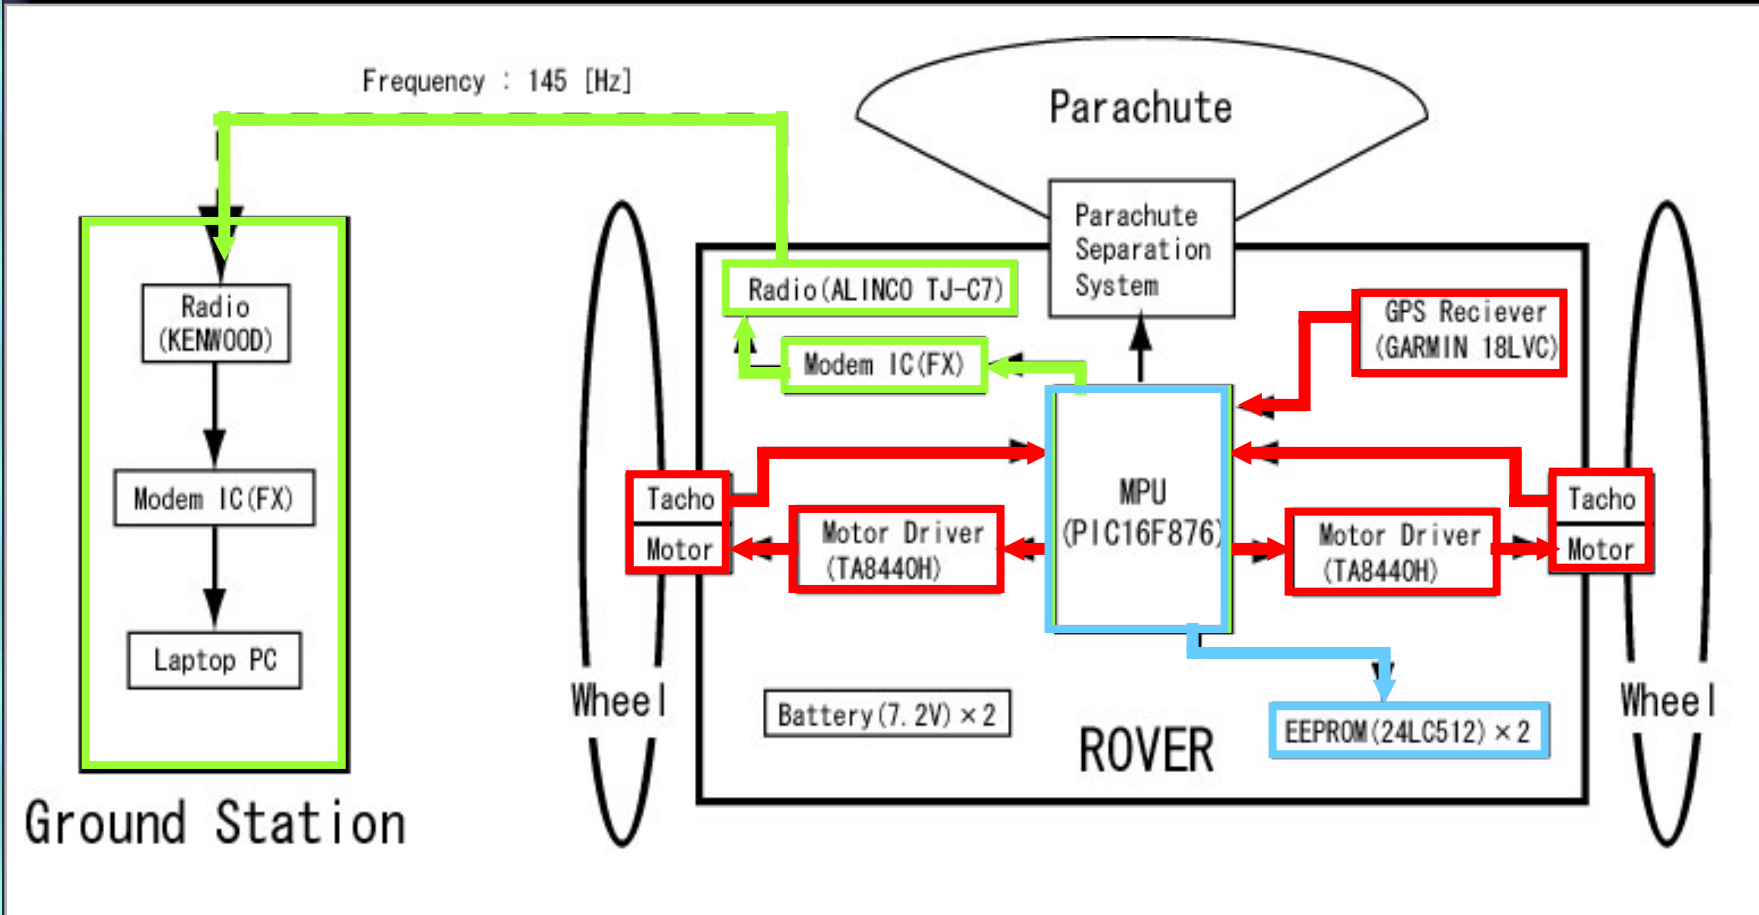 Frequency : 145 [Hz]
Parachute
Parachute
Separation
System
Radio(ALINCO TJ-C7)
Modem IC(FX)
GPS Reciever
(GARMIN 18LVC)
Radio
(KENWOOD)
Modem IC(FX)
Laptop PC
Ground Station
Tacho
Motor
Motor Driver
(TA8440H)
MPU
(PIC16F876)
Motor Driver
(TA8440H)
Tacho
Motor
Wheel
Battery(7.2V)×2
ROVER
EEPROM(24LC512)×2
Wheel